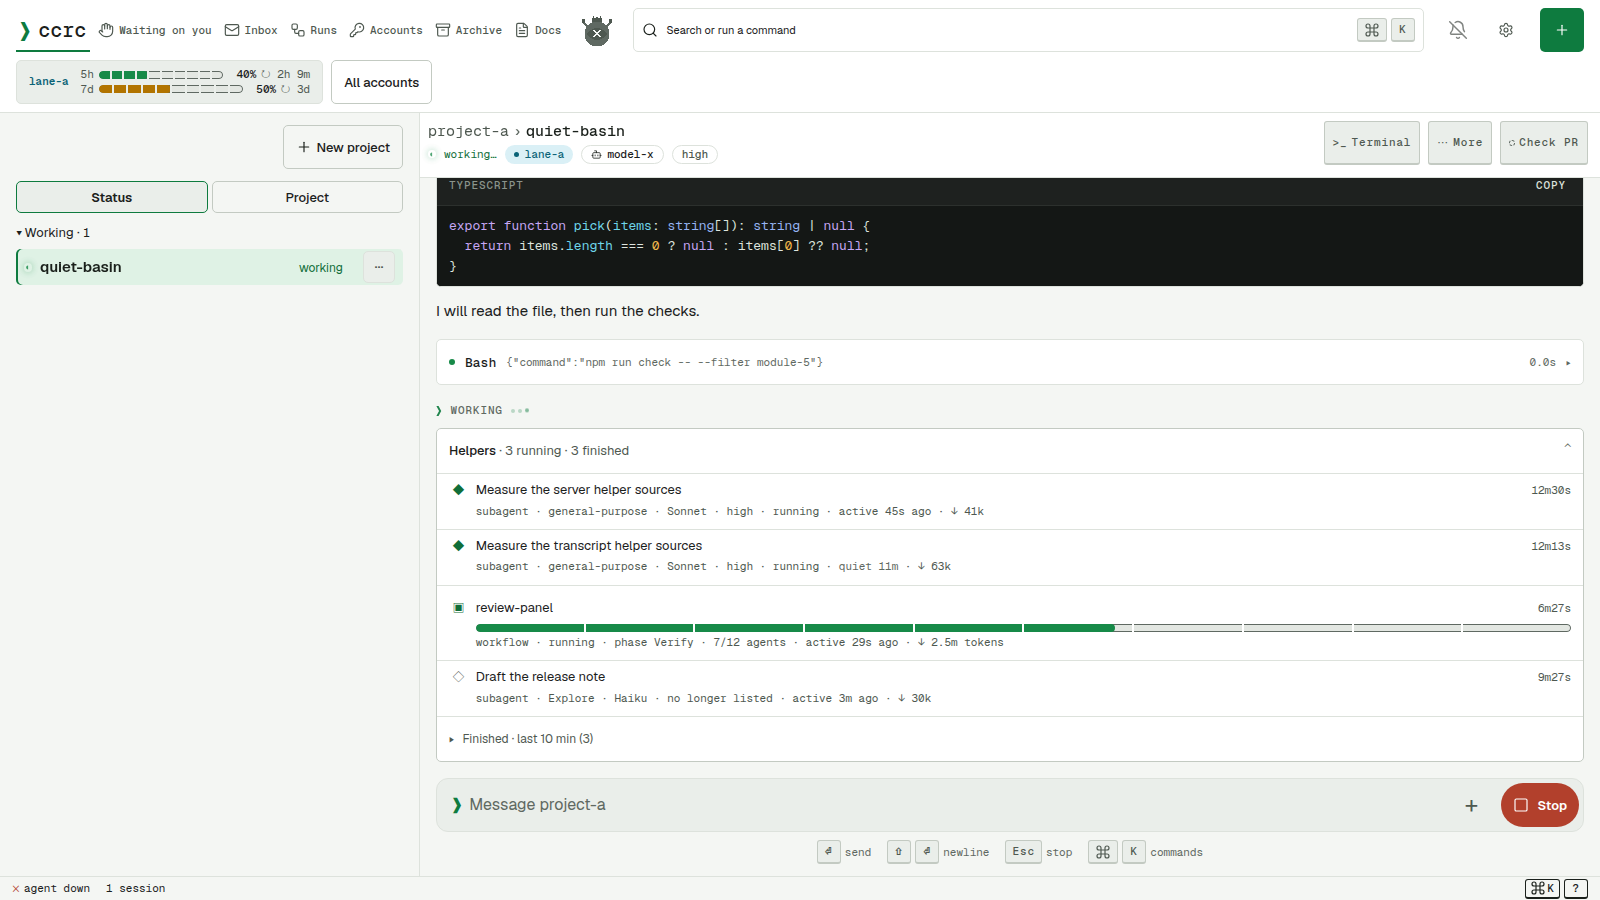 ccrc
Waiting on you
Inbox
Runs
Accounts
Archive
Docs
Search or run a command
⌘ K
+
lane-a
5h 40% ↻ 2h 9m
7d 50% ↻ 3d
All accounts
+ New project
Status
Project
▾ Working · 1
quiet-basin
working
···
project-a › quiet-basin
working…
lane-a
model-x
high
>_ Terminal
··· More
Check PR
TYPESCRIPT
COPY
export function pick(items: string[]): string | null {
return items.length === 0 ? null : items[0] ?? null;
}
I will read the file, then run the checks.
Bash {"command":"npm run check -- --filter module-5"} 0.0s ▸
❯ WORKING
Helpers · 3 running · 3 finished
Measure the server helper sources 12m30s
subagent · general-purpose · Sonnet · high · running · active 45s ago · ↓ 41k
Measure the transcript helper sources 12m13s
subagent · general-purpose · Sonnet · high · running · quiet 11m · ↓ 63k
review-panel 6m27s
workflow · running · phase Verify · 7/12 agents · active 29s ago · ↓ 2.5m tokens
Draft the release note 9m27s
subagent · Explore · Haiku · no longer listed · active 3m ago · ↓ 30k
▸ Finished · last 10 min (3)
❯ Message project-a
+
Stop
⏎ send ⇧ ⏎ newline Esc stop ⌘ K commands
× agent down 1 session
⌘K ?